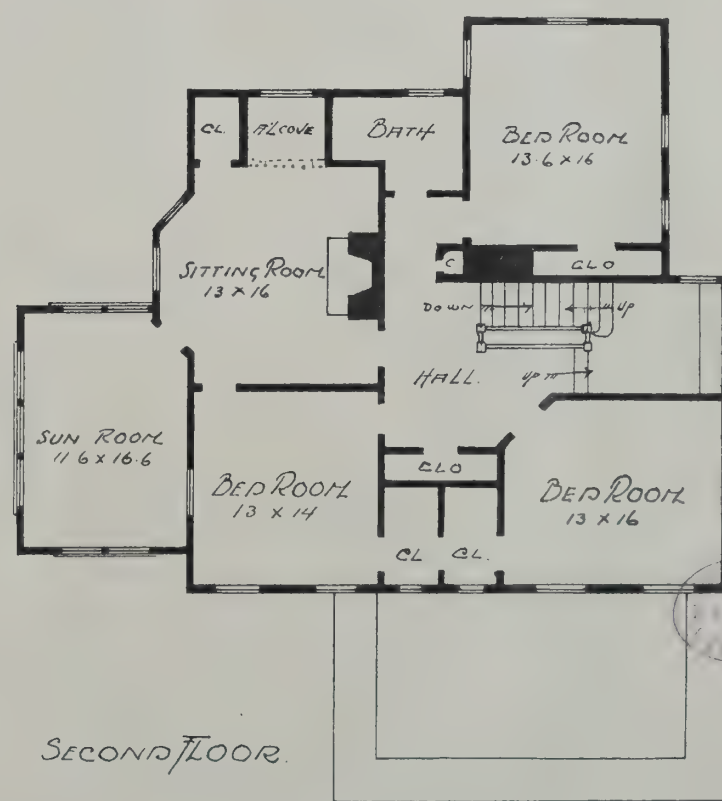 CL.
ALCOVE
BATH
BED ROOM
13·6 × 16
SITTING ROOM
13 × 16
C
CLO
DOWN
UP
HALL.
UP TO
SUN ROOM
11 6 × 16·6
BED ROOM
13 × 14
CLO
BED ROOM
13 × 16
CL
CL.
SECOND FLOOR.